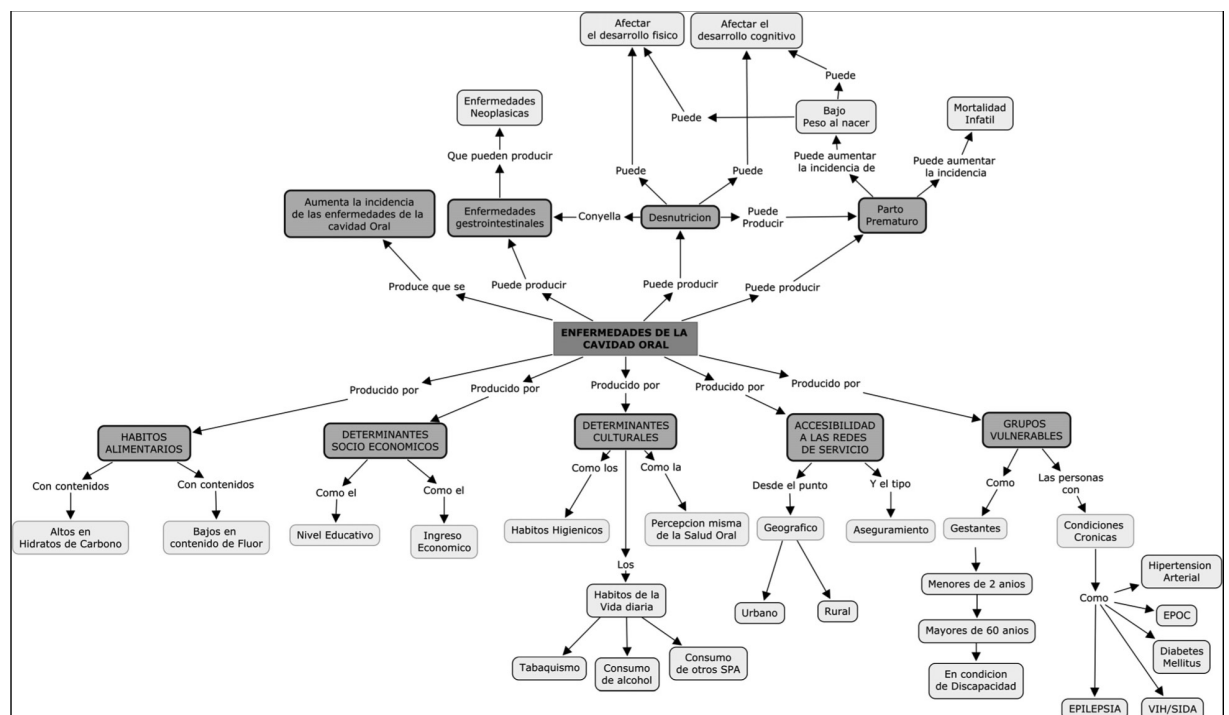 Afectar
el desarrollo fisico
Afectar el
desarrollo cognitivo
Puede
Enfermedades
Neoplasicas
Bajo
Peso al nacer
Mortalidad
Infatil
Puede
Que pueden producir
Puede aumentar
la incidencia de
Puede aumentar
la incidencia
Puede
Puede
Aumenta la incidencia
de las enfermedades de la
cavidad Oral
Enfermedades
gestrointestinales
Conyella
Desnutricion
Puede
Producir
Parto
Prematuro
Produce que se
Puede producir
Puede producir
Puede producir
ENFERMEDADES DE LA
CAVIDAD ORAL
Producido por
Producido por
Producido por
Producido por
Producido por
HABITOS
ALIMENTARIOS
DETERMINANTES
SOCIO ECONOMICOS
DETERMINANTES
CULTURALES
ACCESIBILIDAD
A LAS REDES
DE SERVICIO
GRUPOS
VULNERABLES
Con contenidos
Con contenidos
Como el
Como el
Como los
Como la
Desde el punto
Y el tipo
Como
Las personas
con
Altos en
Hidratos de Carbono
Bajos en
contenido de Fluor
Nivel Educativo
Ingreso
Economico
Habitos Higienicos
Percepcion misma
de la Salud Oral
Geografico
Aseguramiento
Gestantes
Condiciones
Cronicas
Los
Habitos de la
Vida diaria
Urbano
Rural
Menores de 2 anios
Como
Hipertension
Arterial
EPOC
Mayores de 60 anios
Diabetes
Mellitus
Tabaquismo
Consumo
de alcohol
Consumo
de otros SPA
En condicion
de Discapacidad
EPILEPSIA
VIH/SIDA